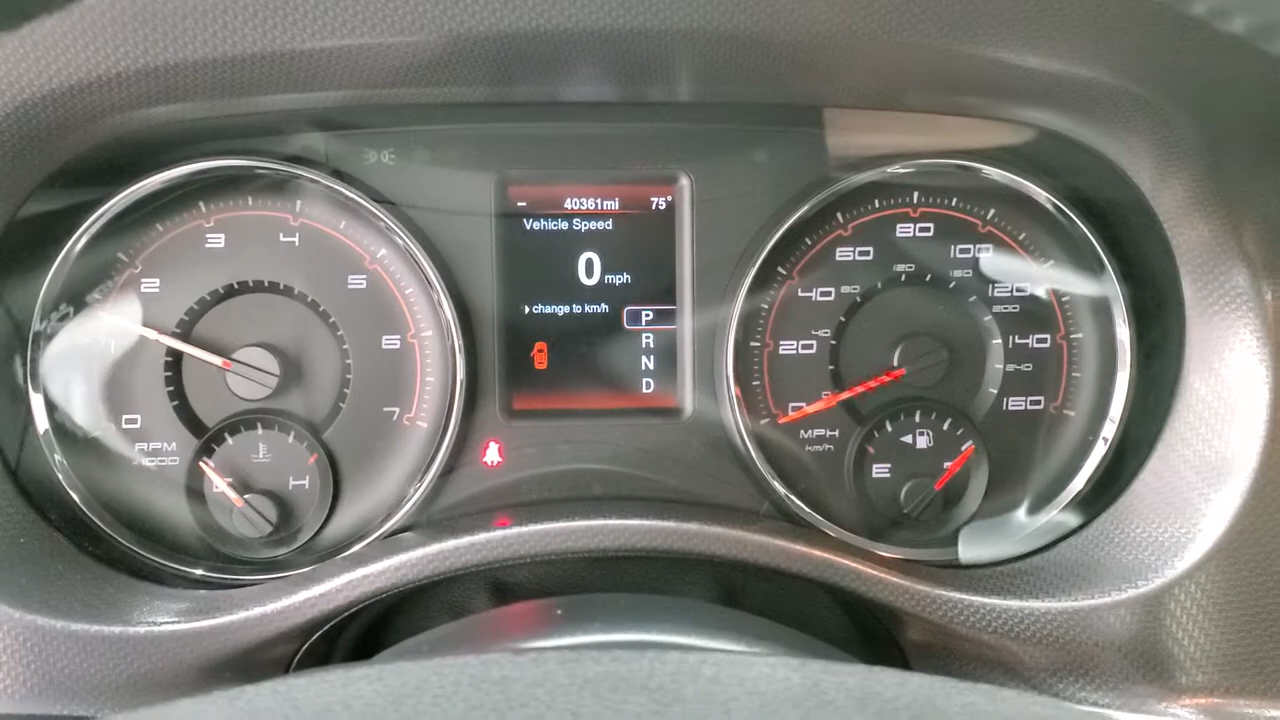 − 40361mi 75°
Vehicle Speed
0 mph
change to km/h
P
R
N
D
0
2
3
4
5
6
7
RPM
x1000
H
0
20
40
60
80
100
120
140
160
40
80
120
160
200
240
MPH
km/h
E